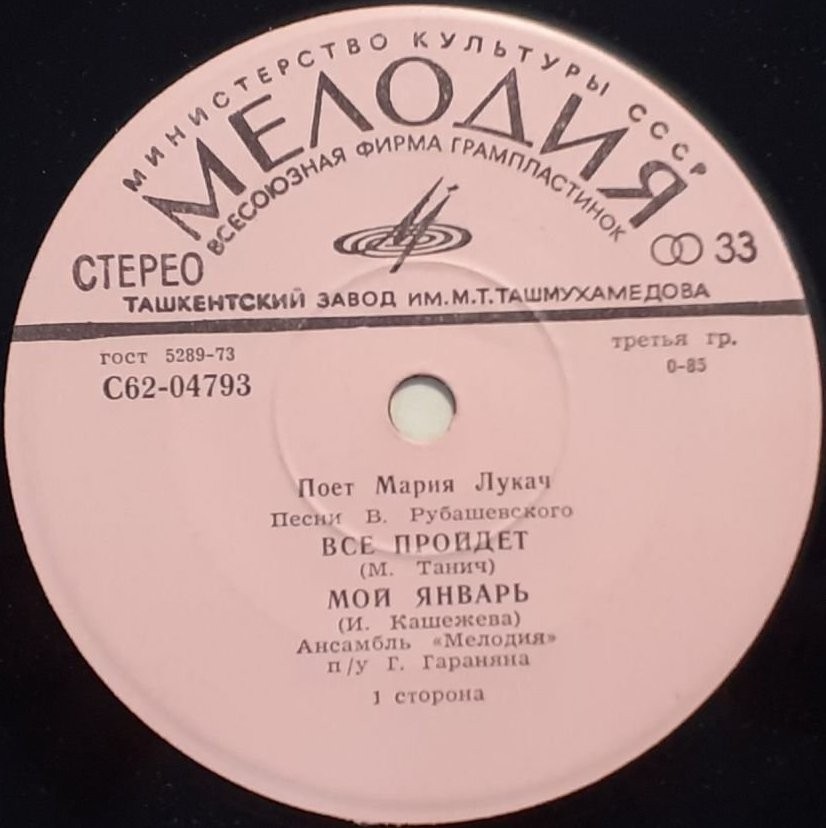 МИНИСТЕРСТВО КУЛЬТУРЫ СССР
МЕЛОДИЯ
ВСЕСОЮЗНАЯ ФИРМА ГРАМПЛАСТИНОК
СТЕРЕО
33
ТАШКЕНТСКИЙ ЗАВОД ИМ. М.Т. ТАШМУХАМЕДОВА
гост 5289-73
третья гр.
С62-04793
0-85
Поет Мария Лукач
Песни В. Рубашевского
ВСЕ ПРОЙДЕТ
(М. Танич)
МОЙ ЯНВАРЬ
(И. Кашежева)
Ансамбль «Мелодия»
п/у Г. Гараняна
1 сторона